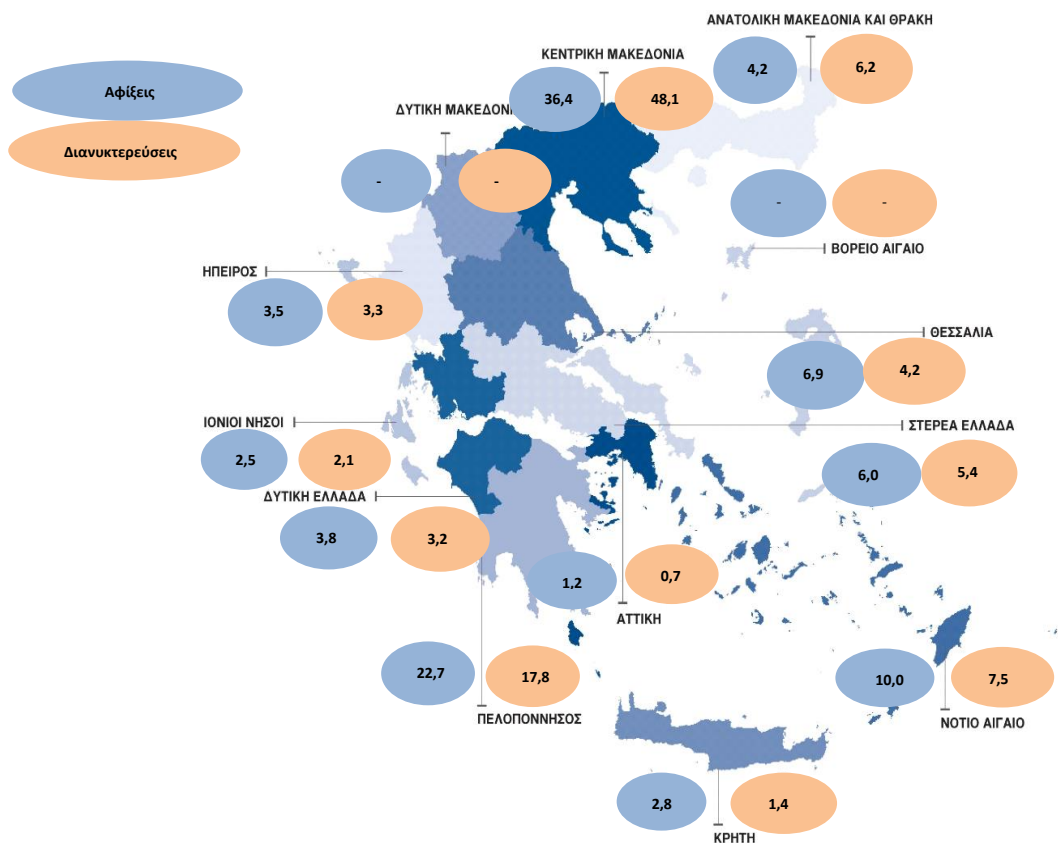 ΑΝΑΤΟΛΙΚΗ ΜΑΚΕΔΟΝΙΑ ΚΑΙ ΘΡΑΚΗ
4,2
6,2
ΚΕΝΤΡΙΚΗ ΜΑΚΕΔΟΝΙΑ
36,4
48,1
Αφίξεις
Διανυκτερεύσεις
ΔΥΤΙΚΗ ΜΑΚΕΔΟΝΙ
-
-
-
-
ΒΟΡΕΙΟ ΑΙΓΑΙΟ
ΗΠΕΙΡΟΣ
3,5
3,3
ΘΕΣΣΑΛΙΑ
6,9
4,2
ΙΟΝΙΟΙ ΝΗΣΟΙ
2,5
2,1
ΣΤΕΡΕΑ ΕΛΛΑΔΑ
6,0
5,4
ΔΥΤΙΚΗ ΕΛΛΑΔΑ
3,8
3,2
1,2
0,7
ΑΤΤΙΚΗ
22,7
17,8
ΠΕΛΟΠΟΝΝΗΣΟΣ
10,0
7,5
ΝΟΤΙΟ ΑΙΓΑΙΟ
2,8
1,4
ΚΡΗΤΗ